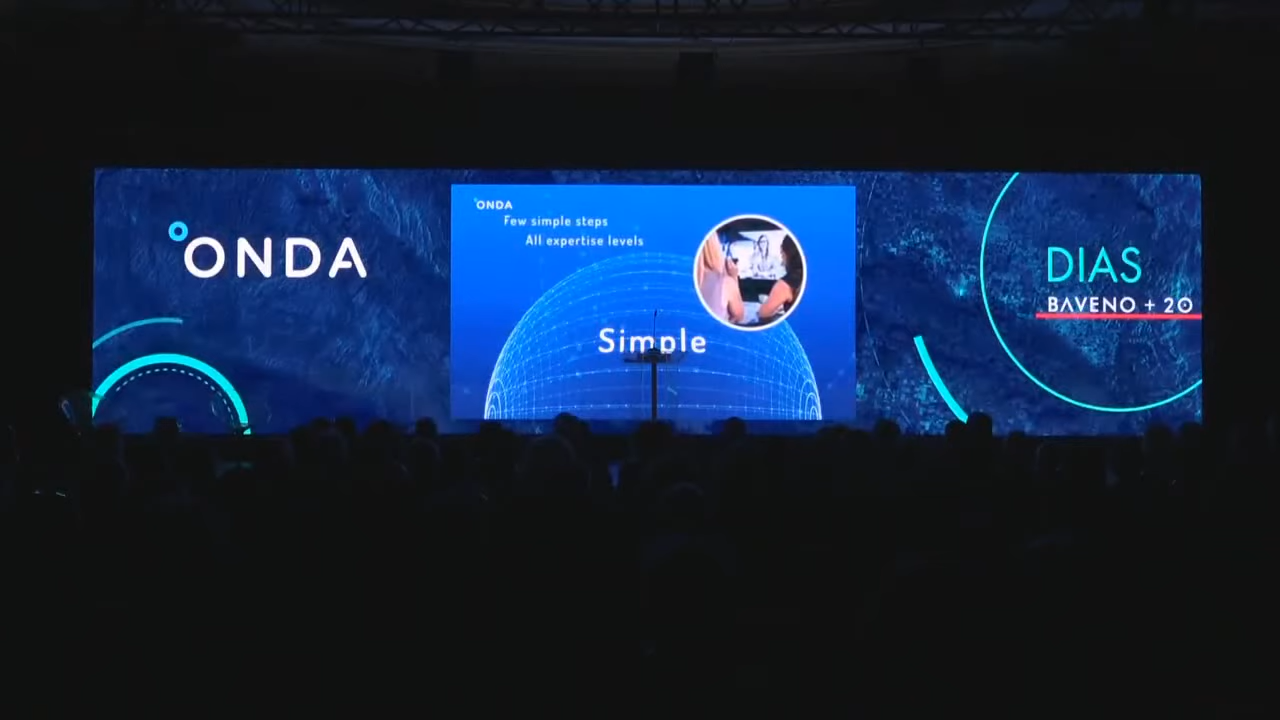 ONDA
ONDA
Few simple steps
All expertise levels
Simple
DIAS
BAVENO + 20